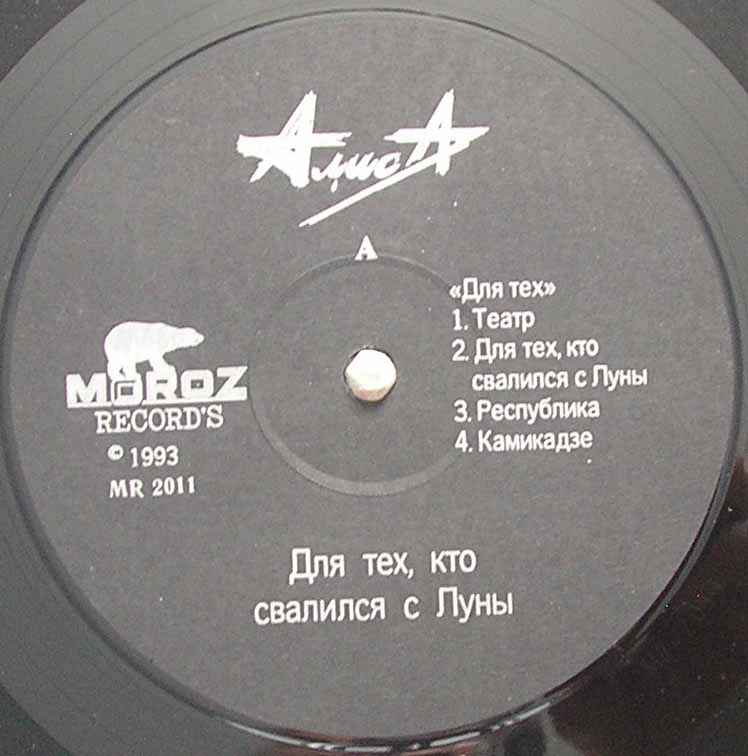 АлисА
A
«Для тех»
1. Театр
2. Для тех, кто
свалился с Луны
3. Республика
4. Камикадзе
MOROZ
RECORD'S
© 1993
MR 2011
Для тех, кто
свалился с Луны